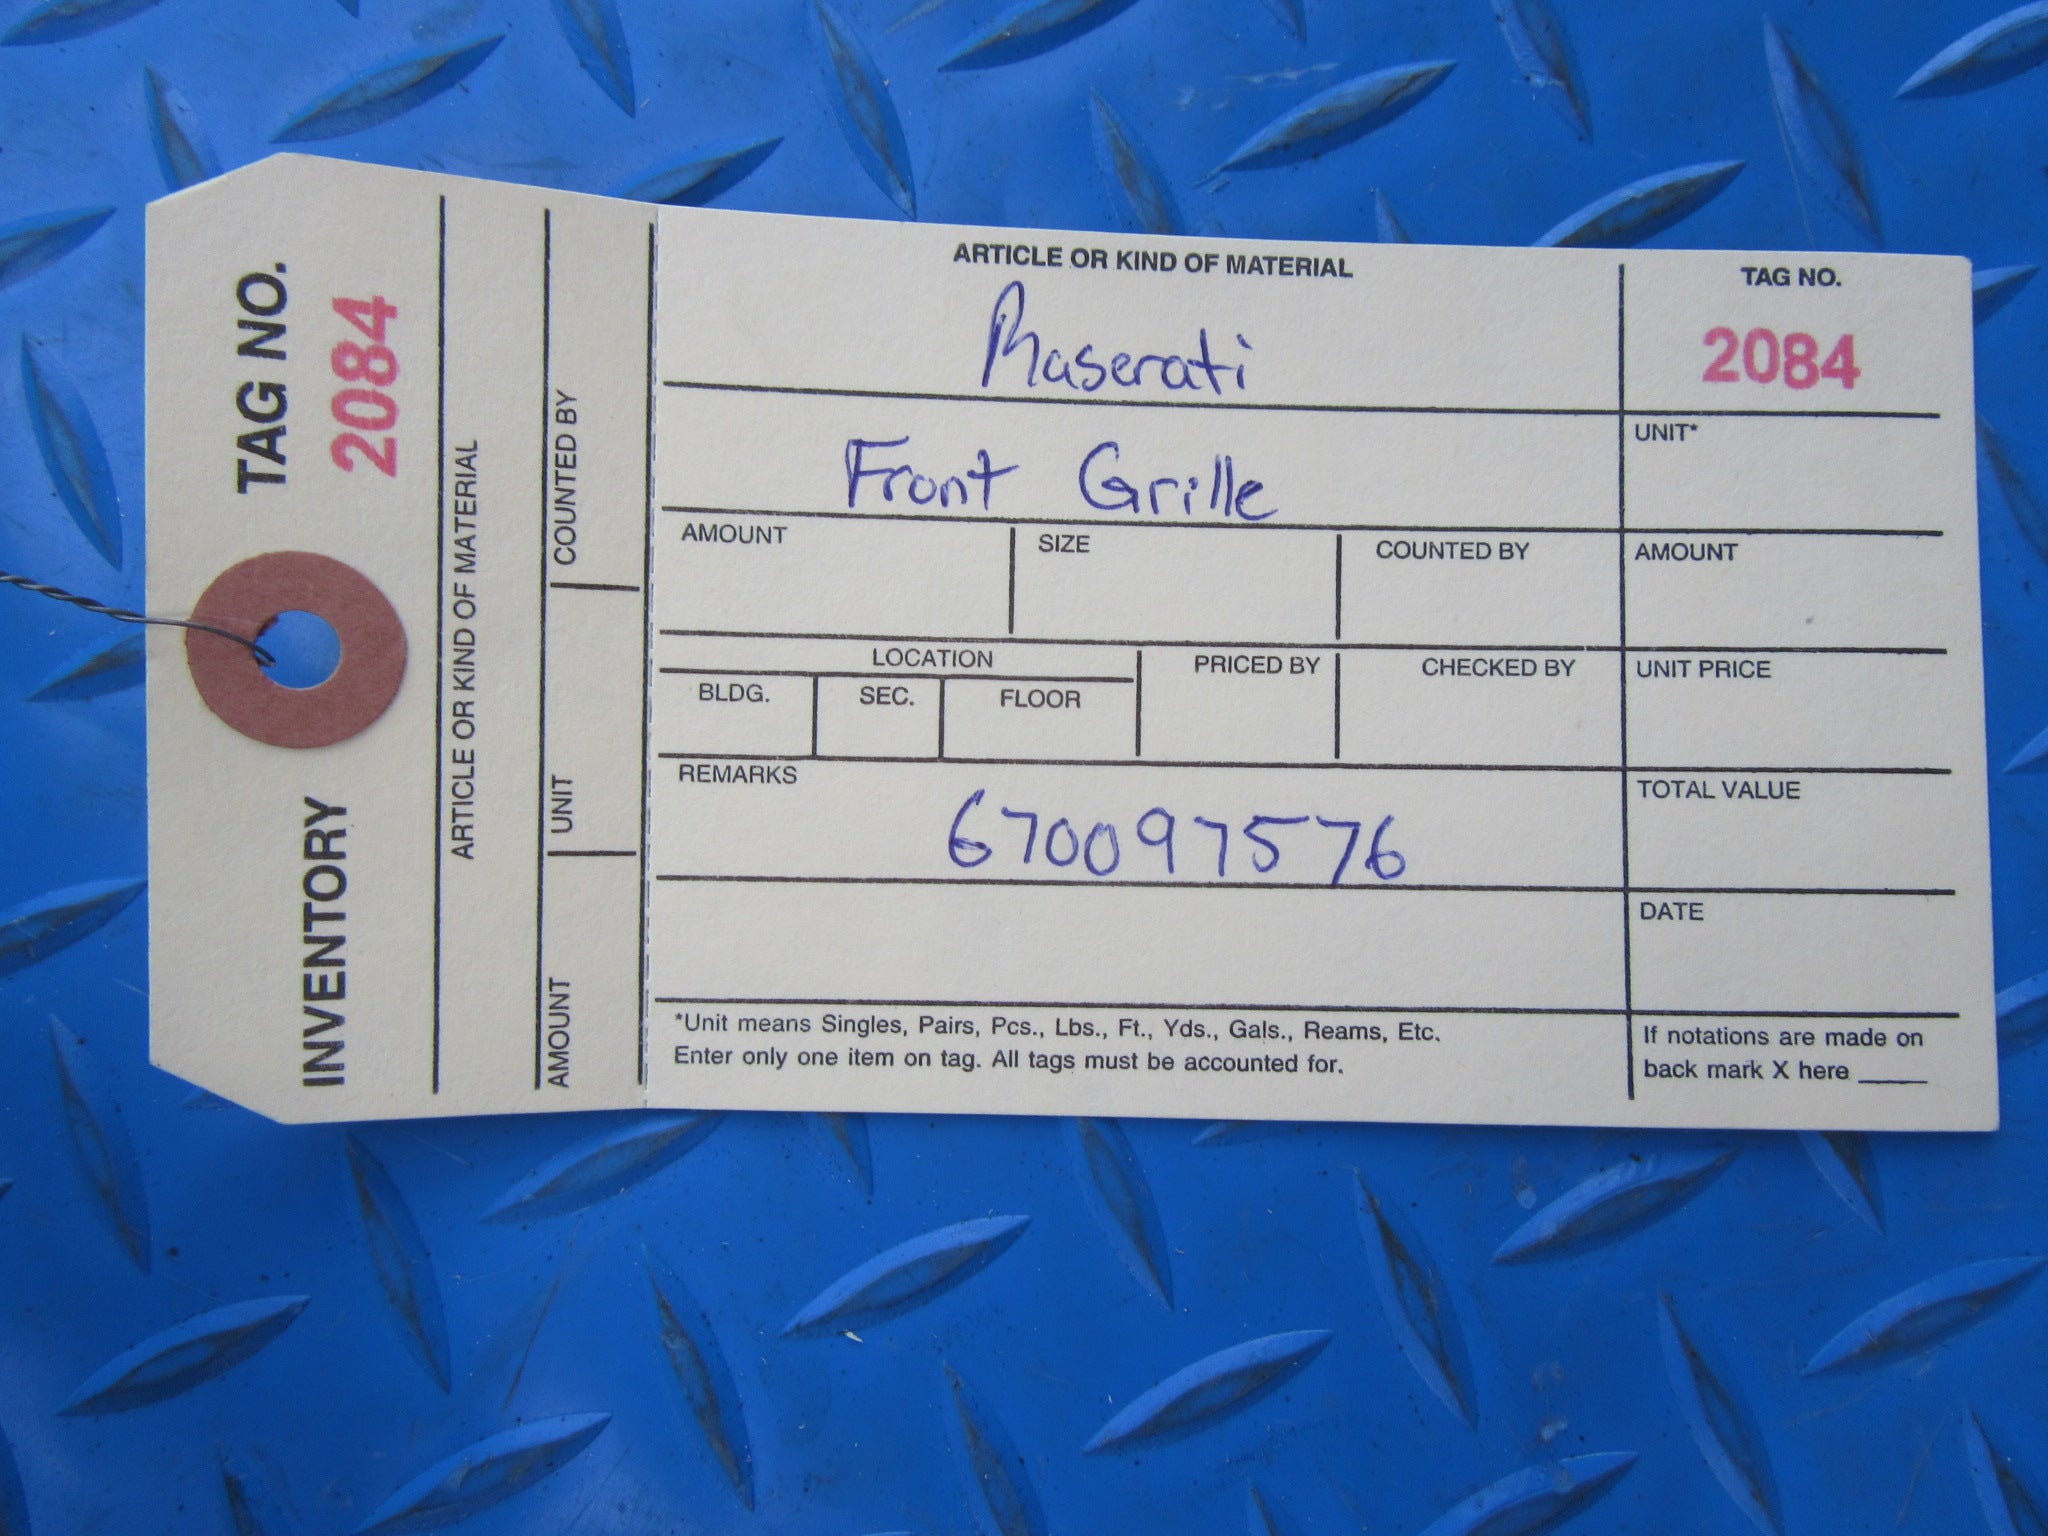 INVENTORY TAG NO.
2084
ARTICLE OR KIND OF MATERIAL
AMOUNT UNIT COUNTED BY
ARTICLE OR KIND OF MATERIAL
Maserati
TAG NO.
2084
Front Grille
UNIT*
AMOUNT SIZE COUNTED BY AMOUNT
LOCATION PRICED BY CHECKED BY UNIT PRICE
BLDG. SEC. FLOOR
REMARKS
670097576
TOTAL VALUE
DATE
*Unit means Singles, Pairs, Pcs., Lbs., Ft., Yds., Gals., Reams, Etc.
Enter only one item on tag. All tags must be accounted for.
If notations are made on
back mark X here _____